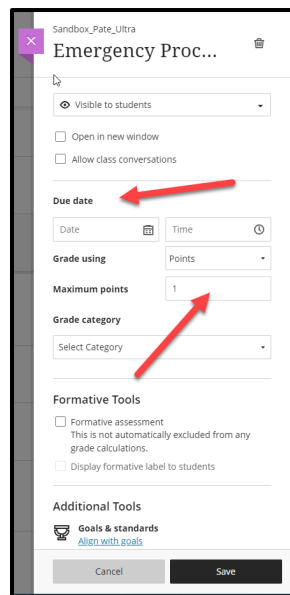 Sandbox_Pate_Ultra
Emergency Proc...
Visible to students
Open in new window
Allow class conversations
Due date
Date Time
Grade using Points
Maximum points 1
Grade category
Select Category
Formative Tools
Formative assessment
This is not automatically excluded from any
grade calculations.
Display formative label to students
Additional Tools
Goals & standards
Align with goals
Cancel Save